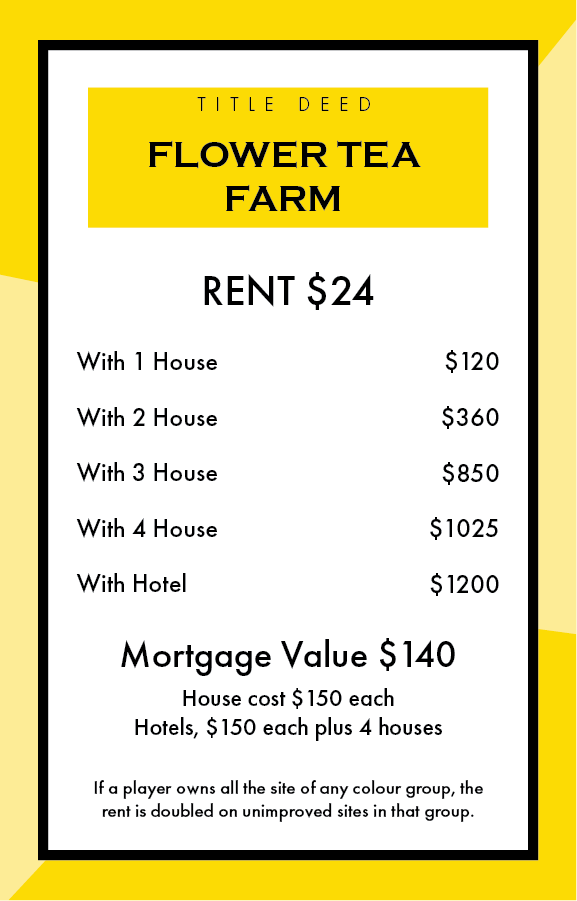 TITLE DEED
FLOWER TEA
FARM
RENT $24
With 1 House $120
With 2 House $360
With 3 House $850
With 4 House $1025
With Hotel $1200
Mortgage Value $140
House cost $150 each
Hotels, $150 each plus 4 houses
If a player owns all the site of any colour group, the
rent is doubled on unimproved sites in that group.